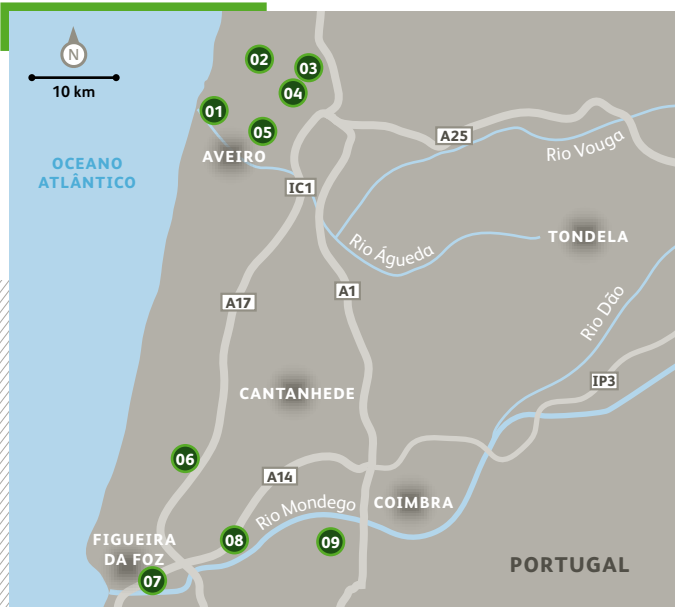 N
10 km
02
03
04
01
05
AVEIRO
A25
Rio Vouga
OCEANO
ATLÂNTICO
IC1
Rio Águeda
TONDELA
A17
A1
Rio Dão
IP3
CANTANHEDE
06
A14
Rio Mondego
COIMBRA
FIGUEIRA
DA FOZ
08
09
07
PORTUGAL